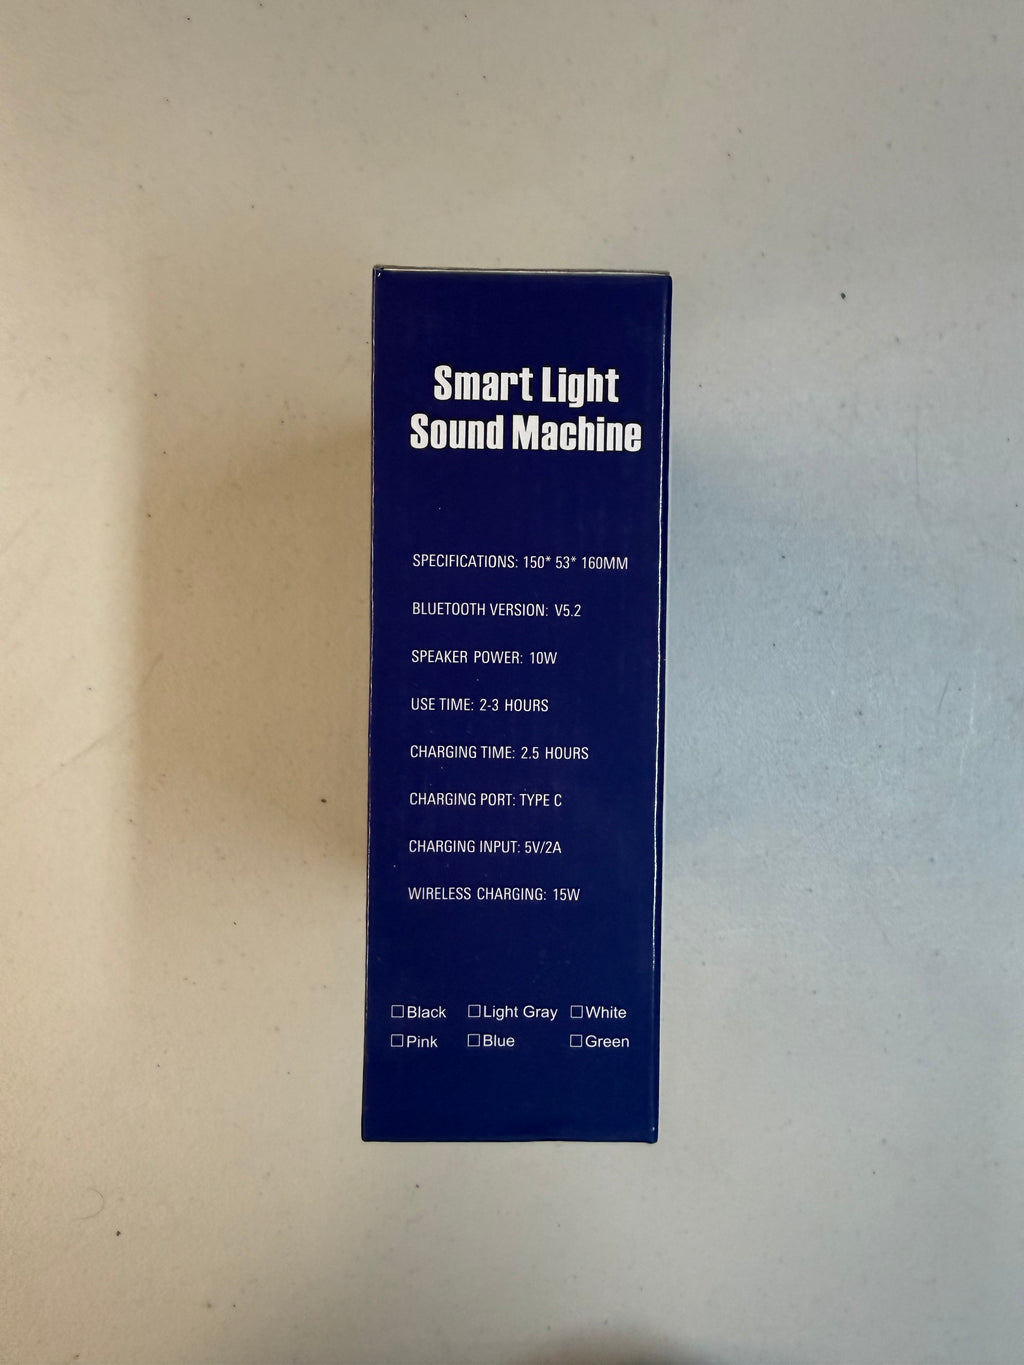 Smart Light
Sound Machine
SPECIFICATIONS: 150* 53* 160MM
BLUETOOTH VERSION: V5.2
SPEAKER POWER: 10W
USE TIME: 2-3 HOURS
CHARGING TIME: 2.5 HOURS
CHARGING PORT: TYPE C
CHARGING INPUT: 5V/2A
WIRELESS CHARGING: 15W
☐Black ☐Light Gray ☐White
☐Pink ☐Blue ☐Green